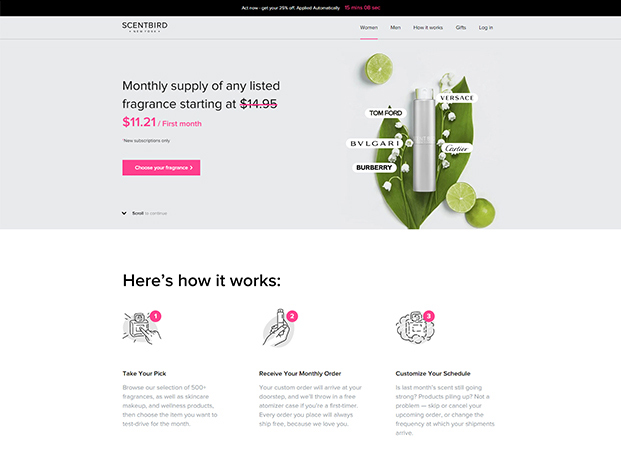 Act now - get your 25% off. Applied Automatically 15 mins 08 sec
SCENTBIRD
• NEW YORK •
Women Men How it works Gifts Log in
Monthly supply of any listed
fragrance starting at $14.95
$11.21 / First month
*New subscriptions only
Choose your fragrance
Scroll to continue
VERSACE
TOM FORD
BVLGARI
Cartier
BURBERRY
Here’s how it works:
1
2
3
Take Your Pick
Browse our selection of 500+
fragrances, as well as skincare
makeup, and wellness products,
then choose the item you want to
test-drive for the month.
Receive Your Monthly Order
Your custom order will arrive at your
doorstep, and we’ll throw in a free
atomizer case if you’re a first-timer.
Every order you place will always
ship free, because we love you.
Customize Your Schedule
Is last month’s scent still going
strong? Products piling up? Not a
problem — skip or cancel your
upcoming order, or change the
frequency at which your shipments
arrive.